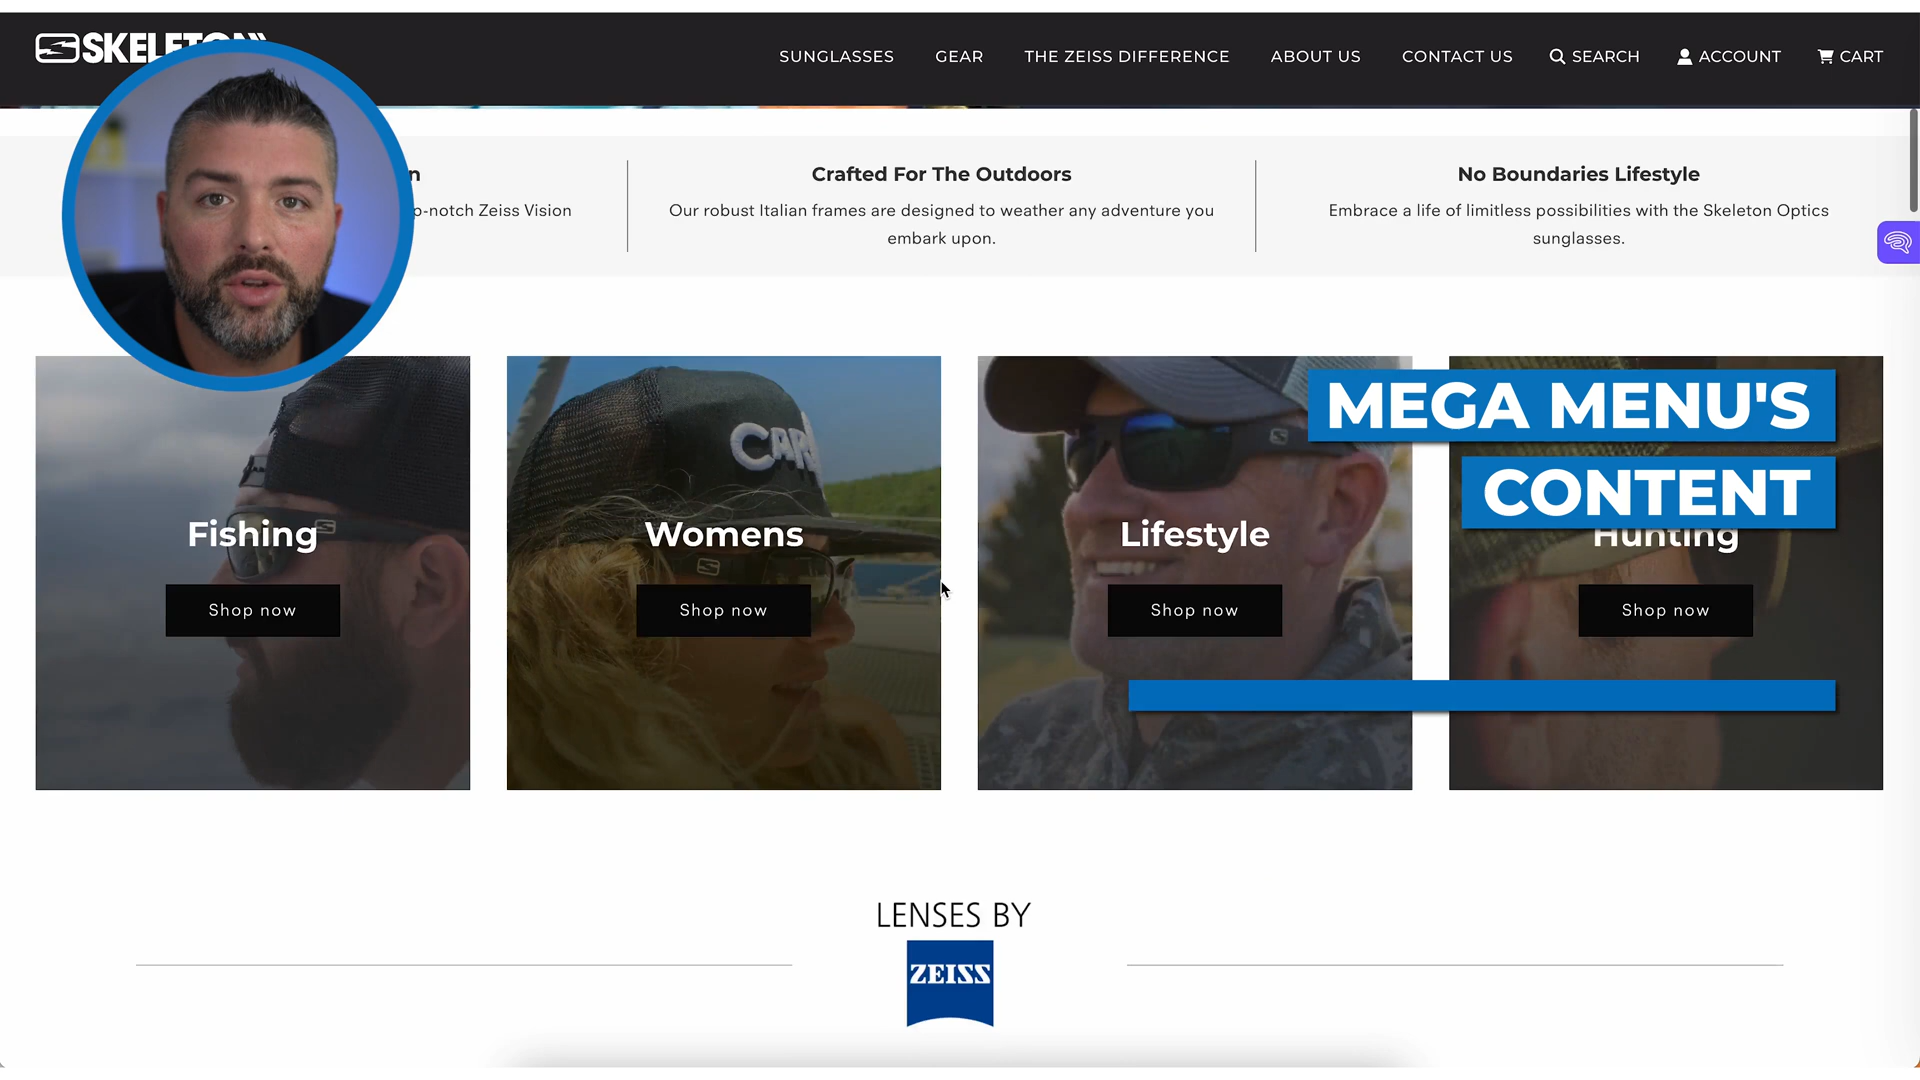 SKELETON
SUNGLASSES
GEAR
THE ZEISS DIFFERENCE
ABOUT US
CONTACT US
SEARCH
ACCOUNT
CART
n
p-notch Zeiss Vision
Crafted For The Outdoors
Our robust Italian frames are designed to weather any adventure you
embark upon.
No Boundaries Lifestyle
Embrace a life of limitless possibilities with the Skeleton Optics
sunglasses.
MEGA MENU'S
CONTENT
Fishing
Shop now
Womens
Shop now
Lifestyle
Shop now
Hunting
Shop now
LENSES BY
ZEISS